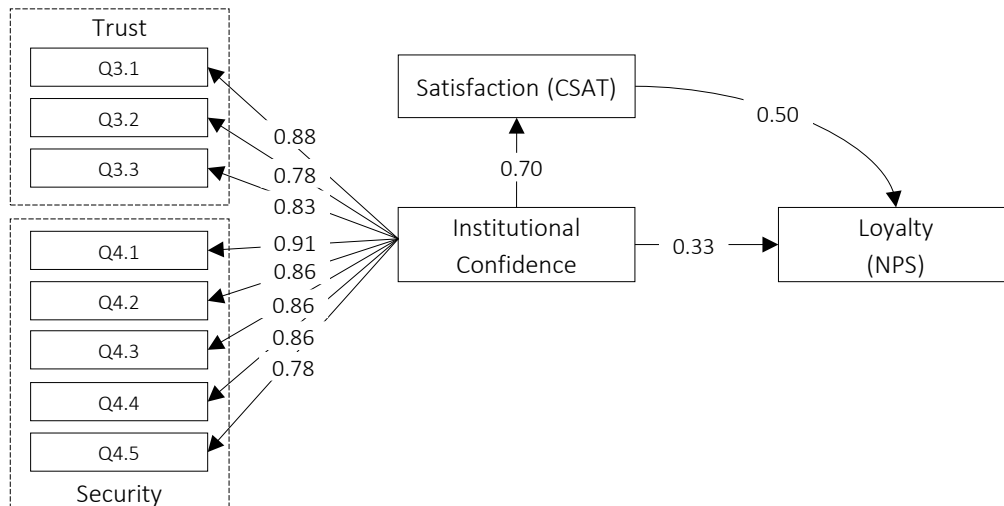 Trust
Q3.1
Q3.2
Q3.3
Q4.1
Q4.2
Q4.3
Q4.4
Q4.5
Security
0.88
0.78
0.83
0.91
0.86
0.86
0.86
0.78
Satisfaction (CSAT)
0.70
Institutional
Confidence
0.50
0.33
Loyalty
(NPS)